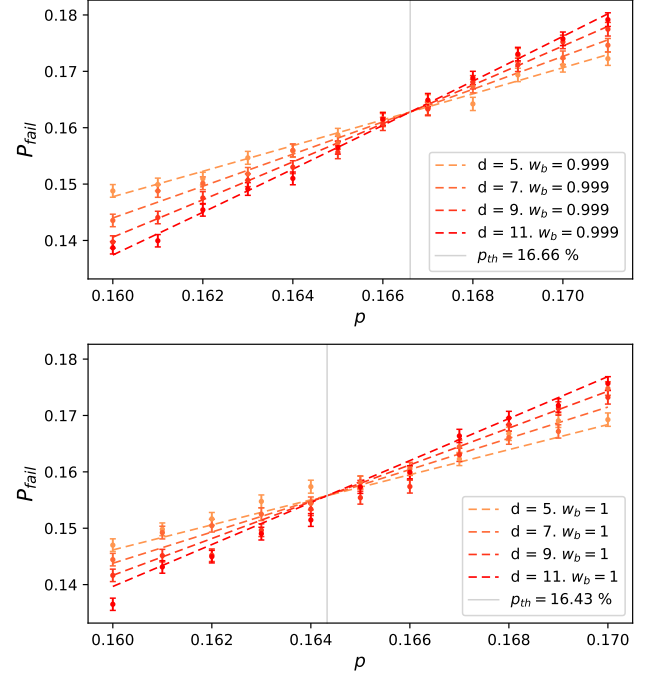 0.18
0.17
0.16
0.15
0.14
P_fail
d = 5. w_b = 0.999
d = 7. w_b = 0.999
d = 9. w_b = 0.999
d = 11. w_b = 0.999
p_th = 16.66 %
0.160 0.162 0.164 0.166 0.168 0.170
p
0.18
0.17
0.16
0.15
0.14
P_fail
d = 5. w_b = 1
d = 7. w_b = 1
d = 9. w_b = 1
d = 11. w_b = 1
p_th = 16.43 %
0.160 0.162 0.164 0.166 0.168 0.170
p